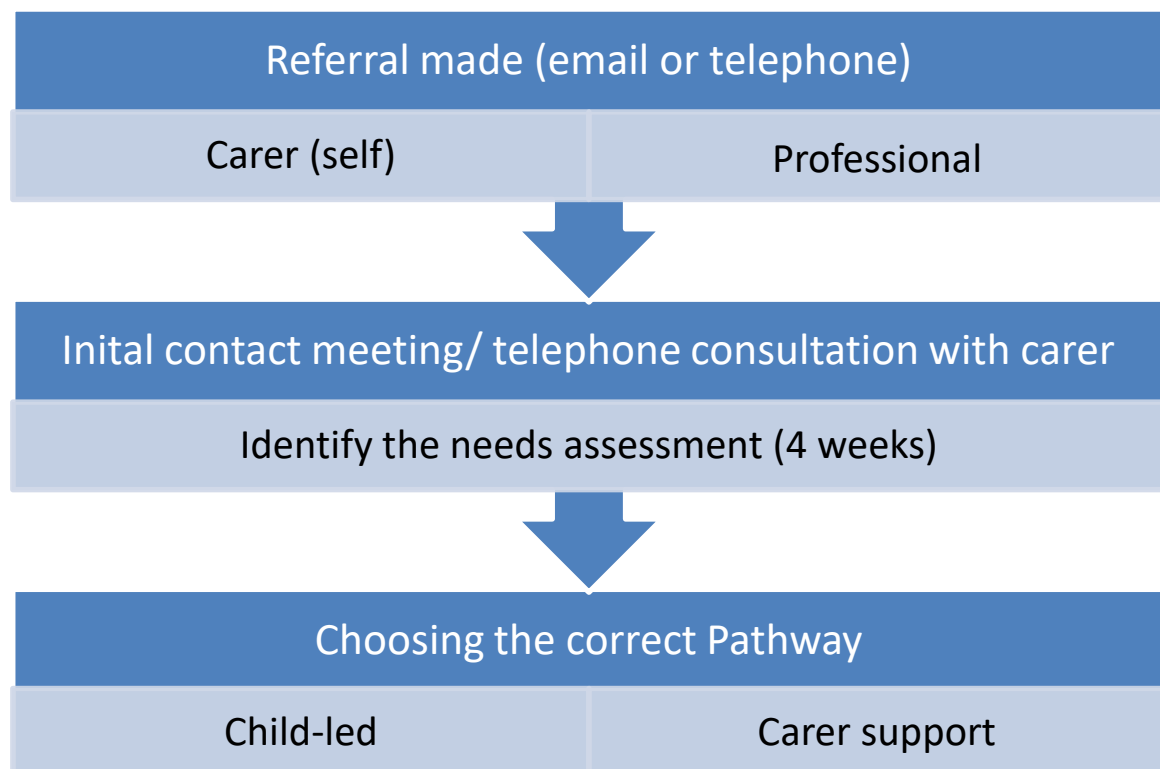 Referral made (email or telephone)
Carer (self)
Professional
Inital contact meeting/ telephone consultation with carer
Identify the needs assessment (4 weeks)
Choosing the correct Pathway
Child-led
Carer support